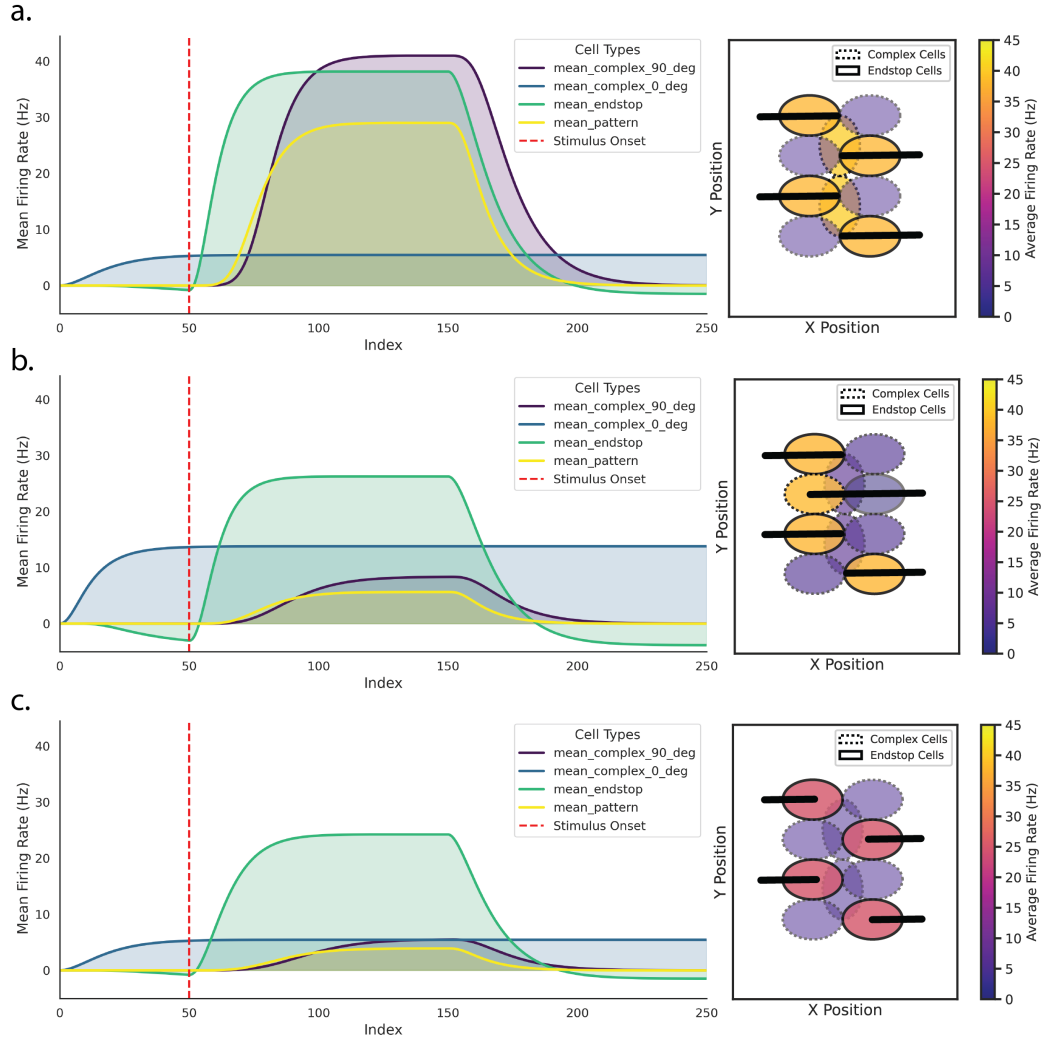 a.
Mean Firing Rate (Hz)
40
30
20
10
0
0 50 100 150 200 250
Index
Cell Types
mean_complex_90_deg
mean_complex_0_deg
mean_endstop
mean_pattern
Stimulus Onset
Complex Cells
Endstop Cells
Y Position
X Position
45
40
35
30
25
20
15
10
5
0
Average Firing Rate (Hz)
b.
Mean Firing Rate (Hz)
40
30
20
10
0
0 50 100 150 200 250
Index
Cell Types
mean_complex_90_deg
mean_complex_0_deg
mean_endstop
mean_pattern
Stimulus Onset
Complex Cells
Endstop Cells
Y Position
X Position
45
40
35
30
25
20
15
10
5
0
Average Firing Rate (Hz)
c.
Mean Firing Rate (Hz)
40
30
20
10
0
0 50 100 150 200 250
Index
Cell Types
mean_complex_90_deg
mean_complex_0_deg
mean_endstop
mean_pattern
Stimulus Onset
Complex Cells
Endstop Cells
Y Position
X Position
45
40
35
30
25
20
15
10
5
0
Average Firing Rate (Hz)